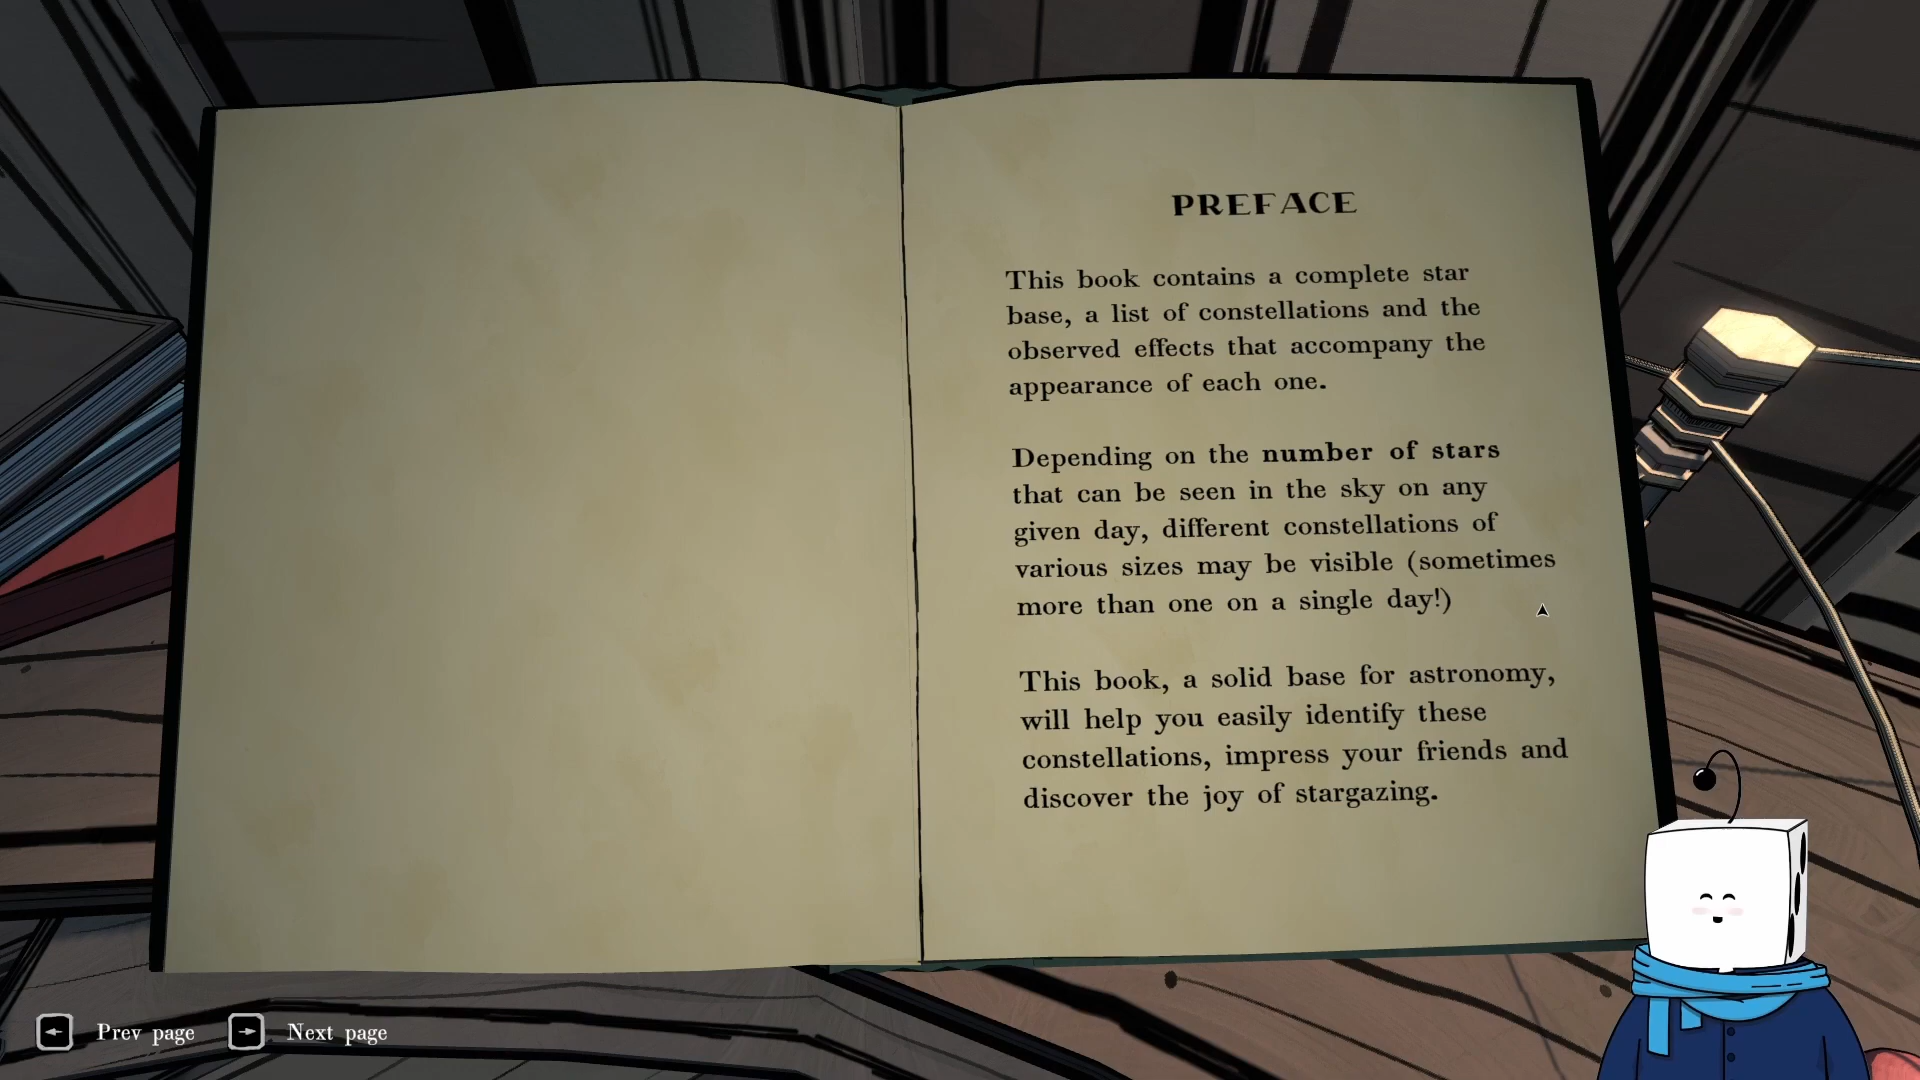 PREFACE
This book contains a complete star
base, a list of constellations and the
observed effects that accompany the
appearance of each one.
Depending on the number of stars
that can be seen in the sky on any
given day, different constellations of
various sizes may be visible (sometimes
more than one on a single day!)
This book, a solid base for astronomy,
will help you easily identify these
constellations, impress your friends and
discover the joy of stargazing.
Prev page Next page